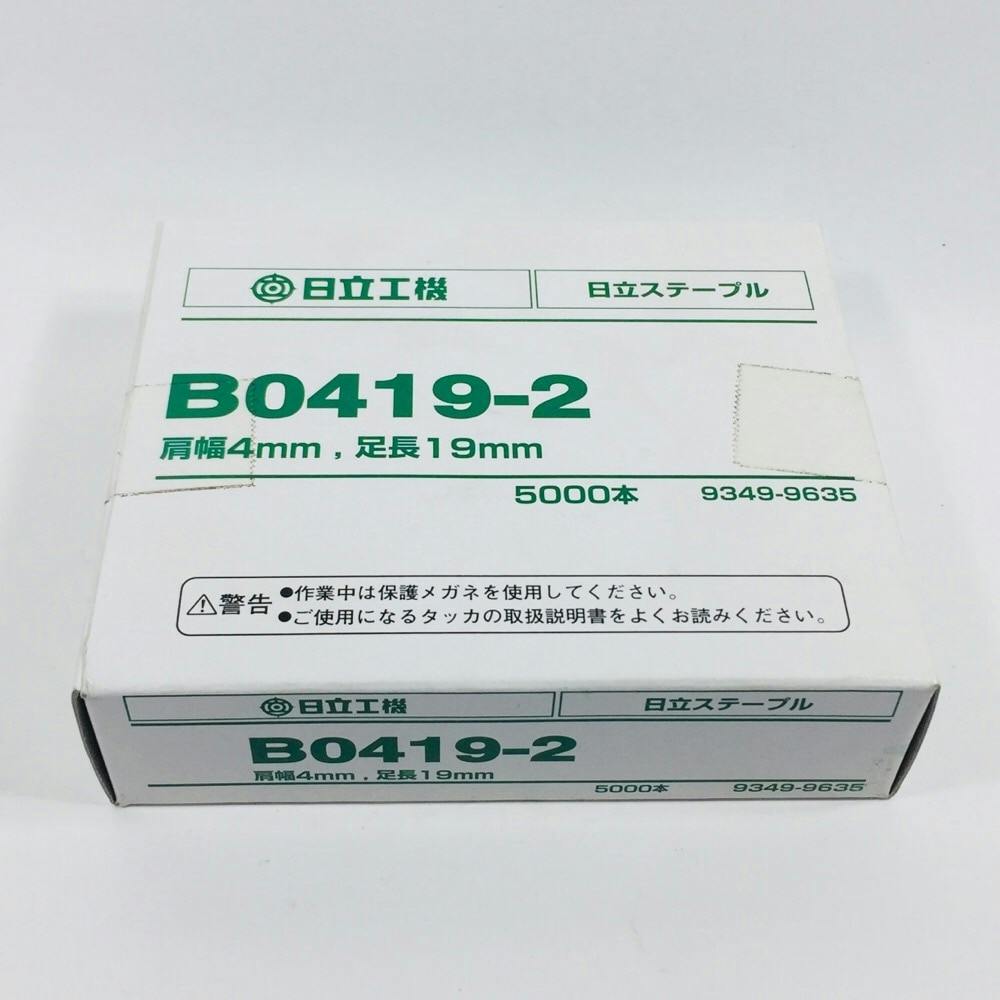 日立工機 日立ステープル
B0419-2
肩幅4mm , 足長19mm
5000本 9349-9635
⚠警告 ●作業中は保護メガネを使用してください。
●ご使用になるタッカの取扱説明書をよくお読みください。
日立工機 日立ステープル
B0419-2
肩幅4mm , 足長19mm
5000本 9349-9635